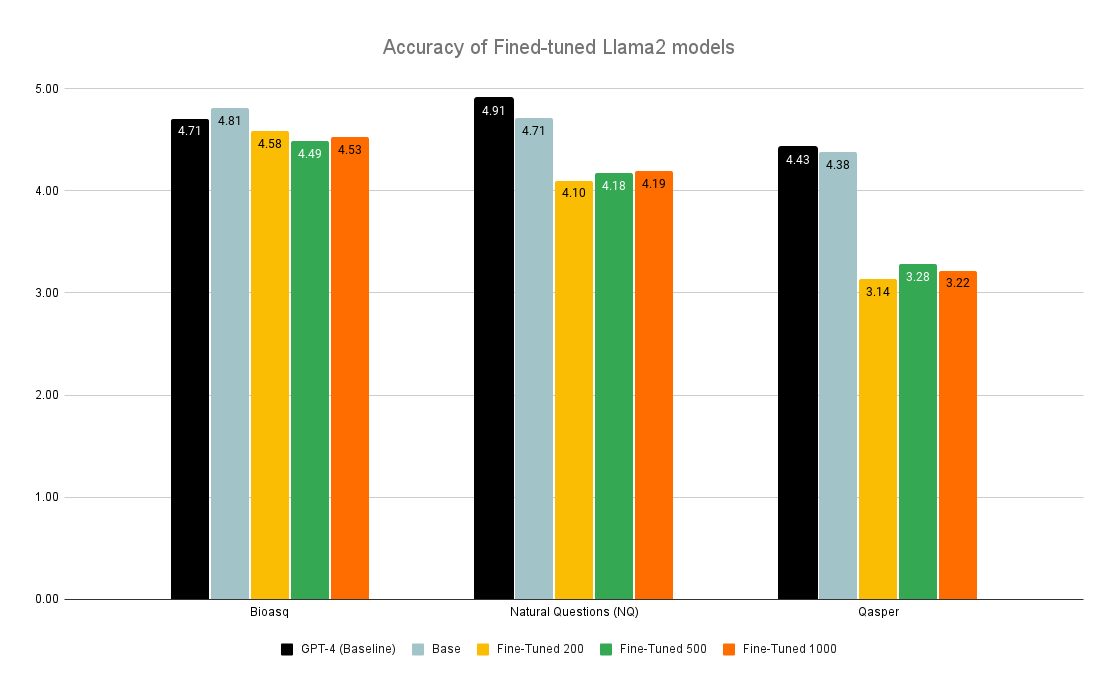 Accuracy of Fined-tuned Llama2 models
5.00
4.00
3.00
2.00
1.00
0.00
4.71
4.81
4.58
4.49
4.53
4.91
4.71
4.10
4.18
4.19
4.43
4.38
3.14
3.28
3.22
Bioasq
Natural Questions (NQ)
Qasper
GPT-4 (Baseline)
Base
Fine-Tuned 200
Fine-Tuned 500
Fine-Tuned 1000